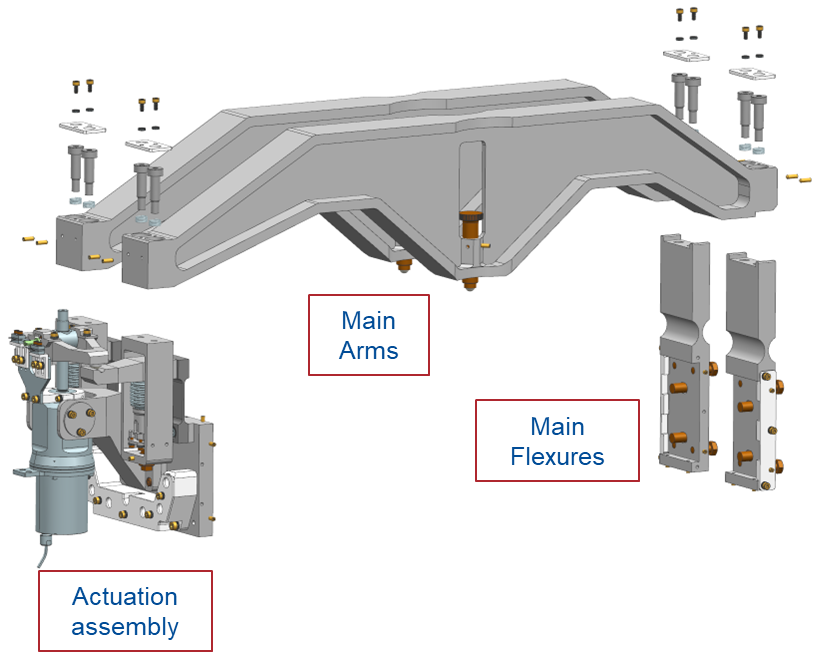 Main
Arms
Main
Flexures
Actuation
assembly